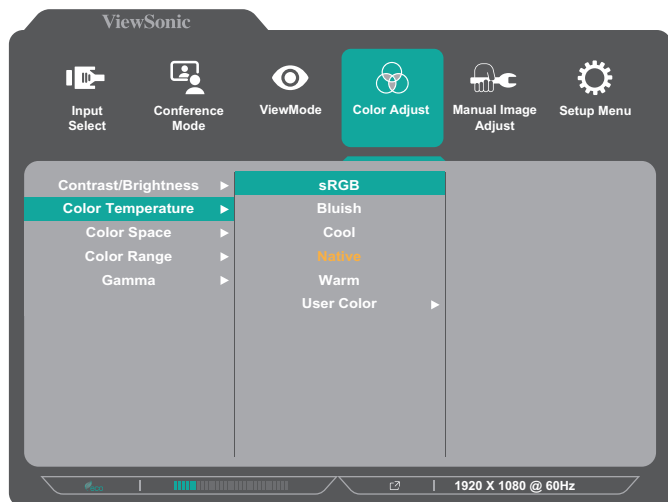 ViewSonic
Input
Select
Conference
Mode
ViewMode
Color Adjust
Manual Image
Adjust
Setup Menu
Contrast/Brightness
Color Temperature
Color Space
Color Range
Gamma
sRGB
Bluish
Cool
Native
Warm
User Color
eco
1920 X 1080 @ 60Hz